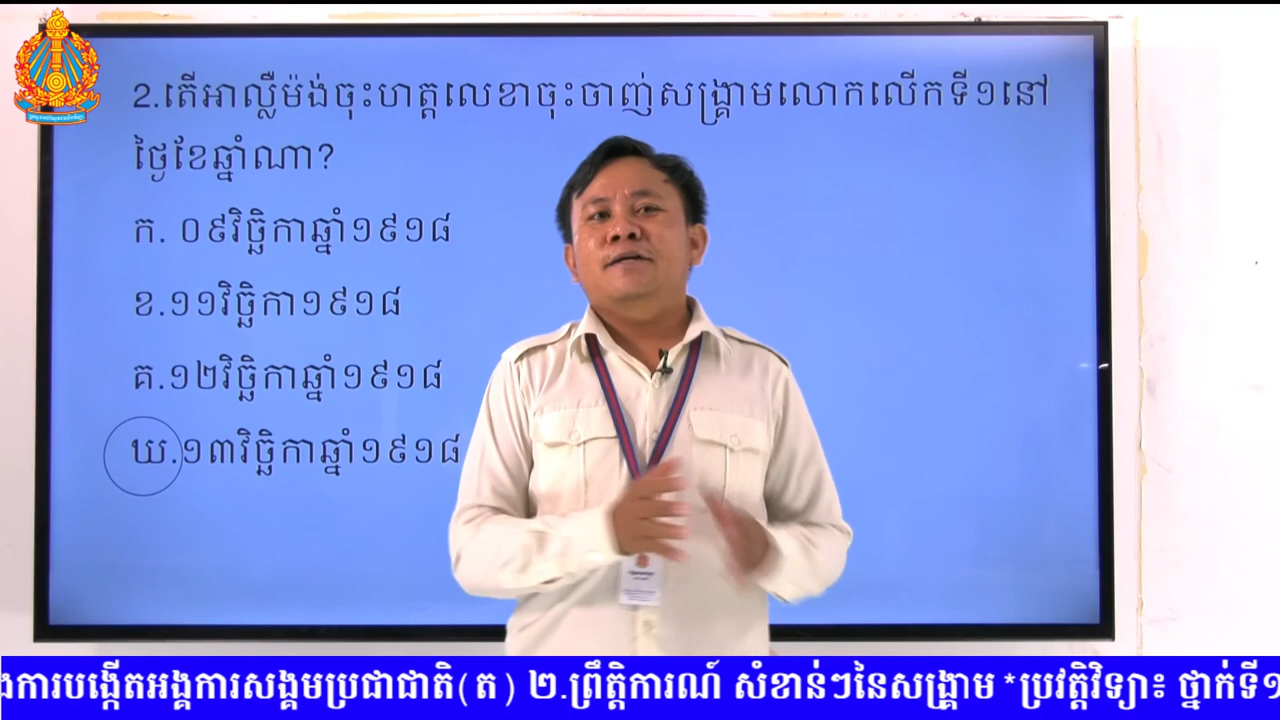 2.តើអាល្លឺម៉ង់ចុះហត្តលេខាចុះចាញ់សង្គ្រាមលោកលើកទី១នៅ
ថ្ងៃខែឆ្នាំណា?
ក. ០៩វិច្ឆិកាឆ្នាំ១៩១៨
ខ.១១វិច្ឆិកា១៩១៨
គ.១២វិច្ឆិកាឆ្នាំ១៩១៨
ឃ.១៣វិច្ឆិកាឆ្នាំ១៩១៨
ងការបង្កើតអង្គការសង្គមប្រជាជាតិ(ត) ២.ព្រឹត្តិការណ៍ សំខាន់ៗនៃសង្គ្រាម *ប្រវត្តិវិទ្យា៖ ថ្នាក់ទី១